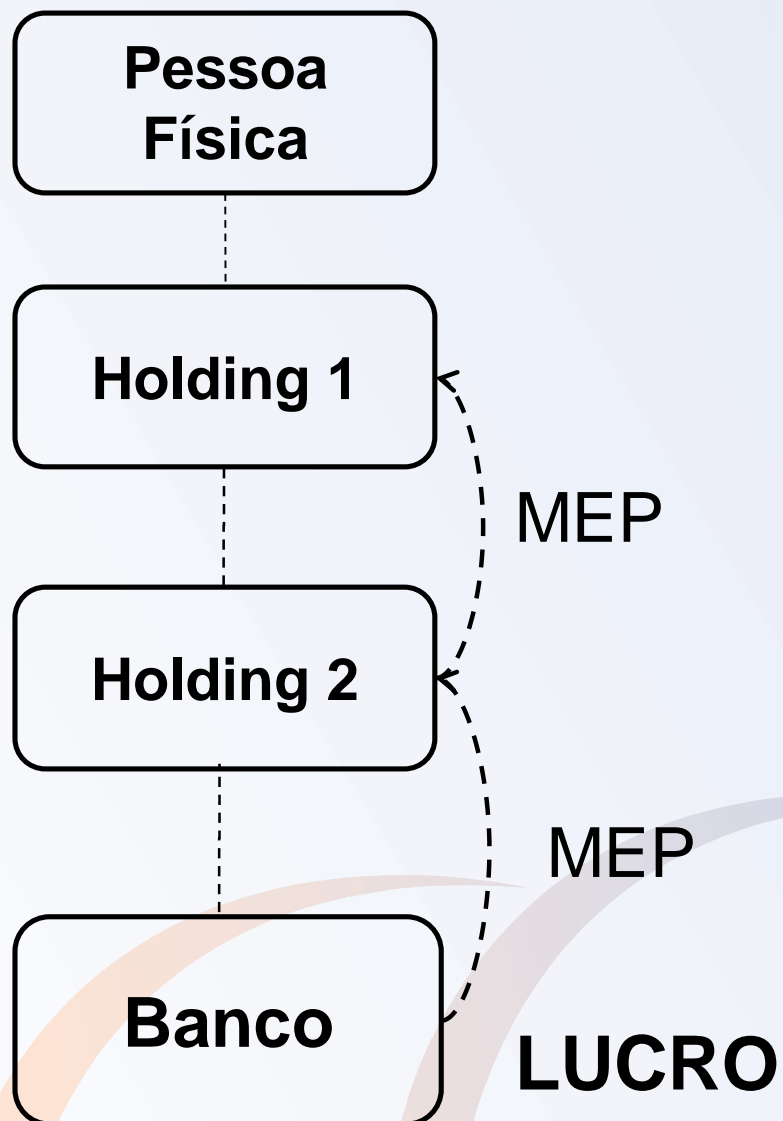 Pessoa
Física
Holding 1
MEP
Holding 2
MEP
Banco
LUCRO